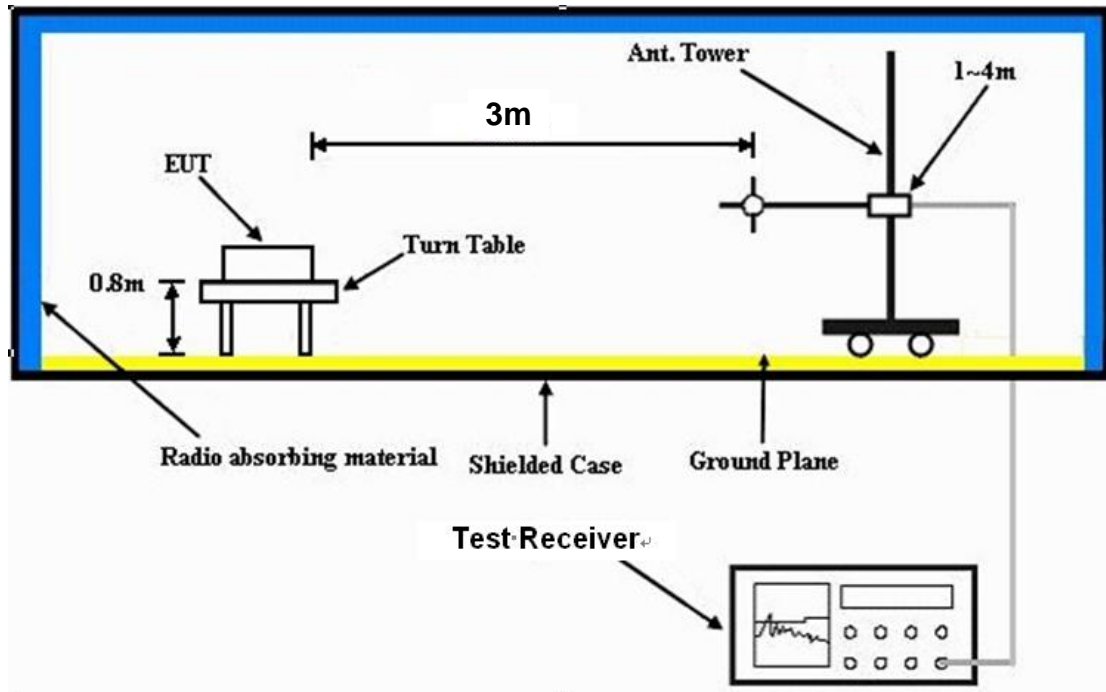 Ant. Tower
1~4m
3m
EUT
Turn Table
0.8m
Radio absorbing material
Shielded Case
Ground Plane
Test Receiver